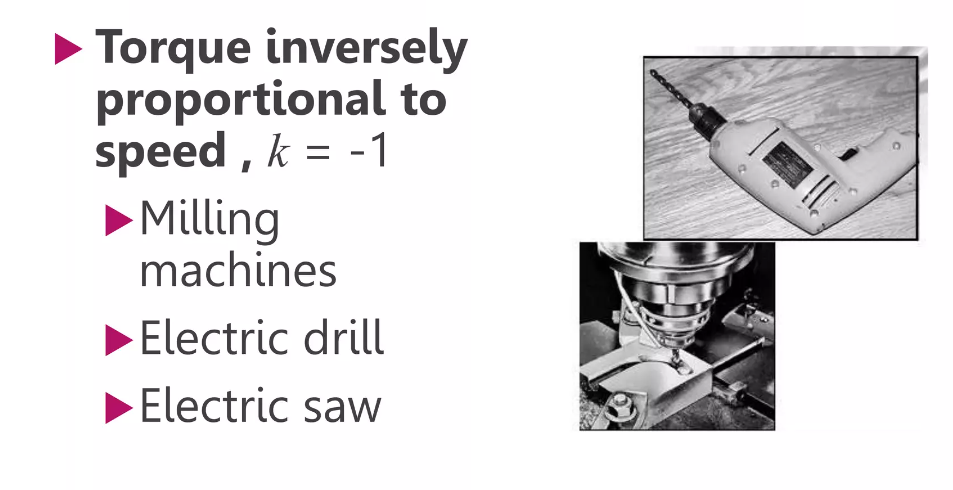 Torque inversely
proportional to
speed , k = -1
Milling
machines
Electric drill
Electric saw